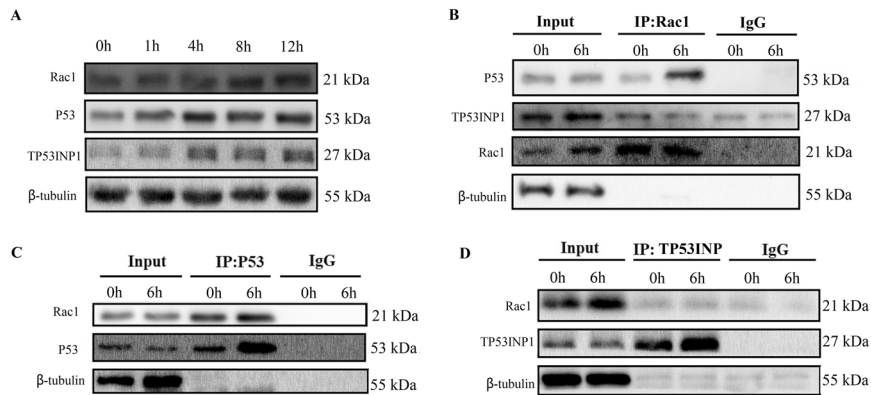 A
0h 1h 4h 8h 12h
Rac1 21 kDa
P53 53 kDa
TP53INP1 27 kDa
β-tubulin 55 kDa
B
Input IP:Rac1 IgG
0h 6h 0h 6h 0h 6h
P53 53 kDa
TP53INP1 27 kDa
Rac1 21 kDa
β-tubulin 55 kDa
C
Input IP:P53 IgG
0h 6h 0h 6h 0h 6h
Rac1 21 kDa
P53 53 kDa
β-tubulin 55 kDa
D
Input IP: TP53INP IgG
0h 6h 0h 6h 0h 6h
Rac1 21 kDa
TP53INP1 27 kDa
β-tubulin 55 kDa